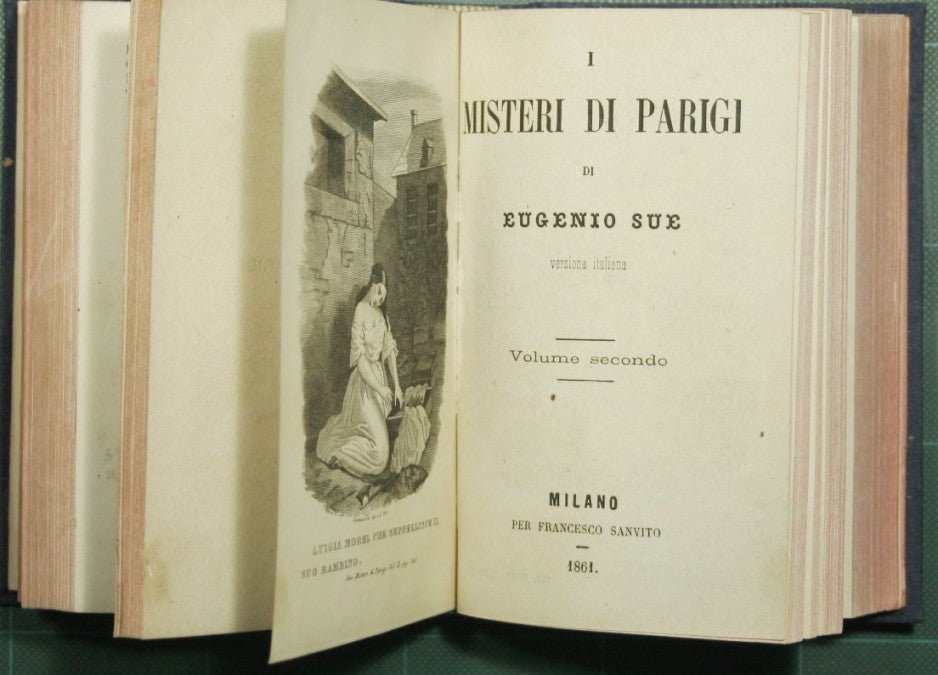 LUIGIA MOREL CHE SEPPELLISCE IL
SUO BAMBINO.
I
MISTERI DI PARIGI
DI
EUGENIO SUE
versione italiana
Volume secondo
MILANO
PER FRANCESCO SANVITO
1861.